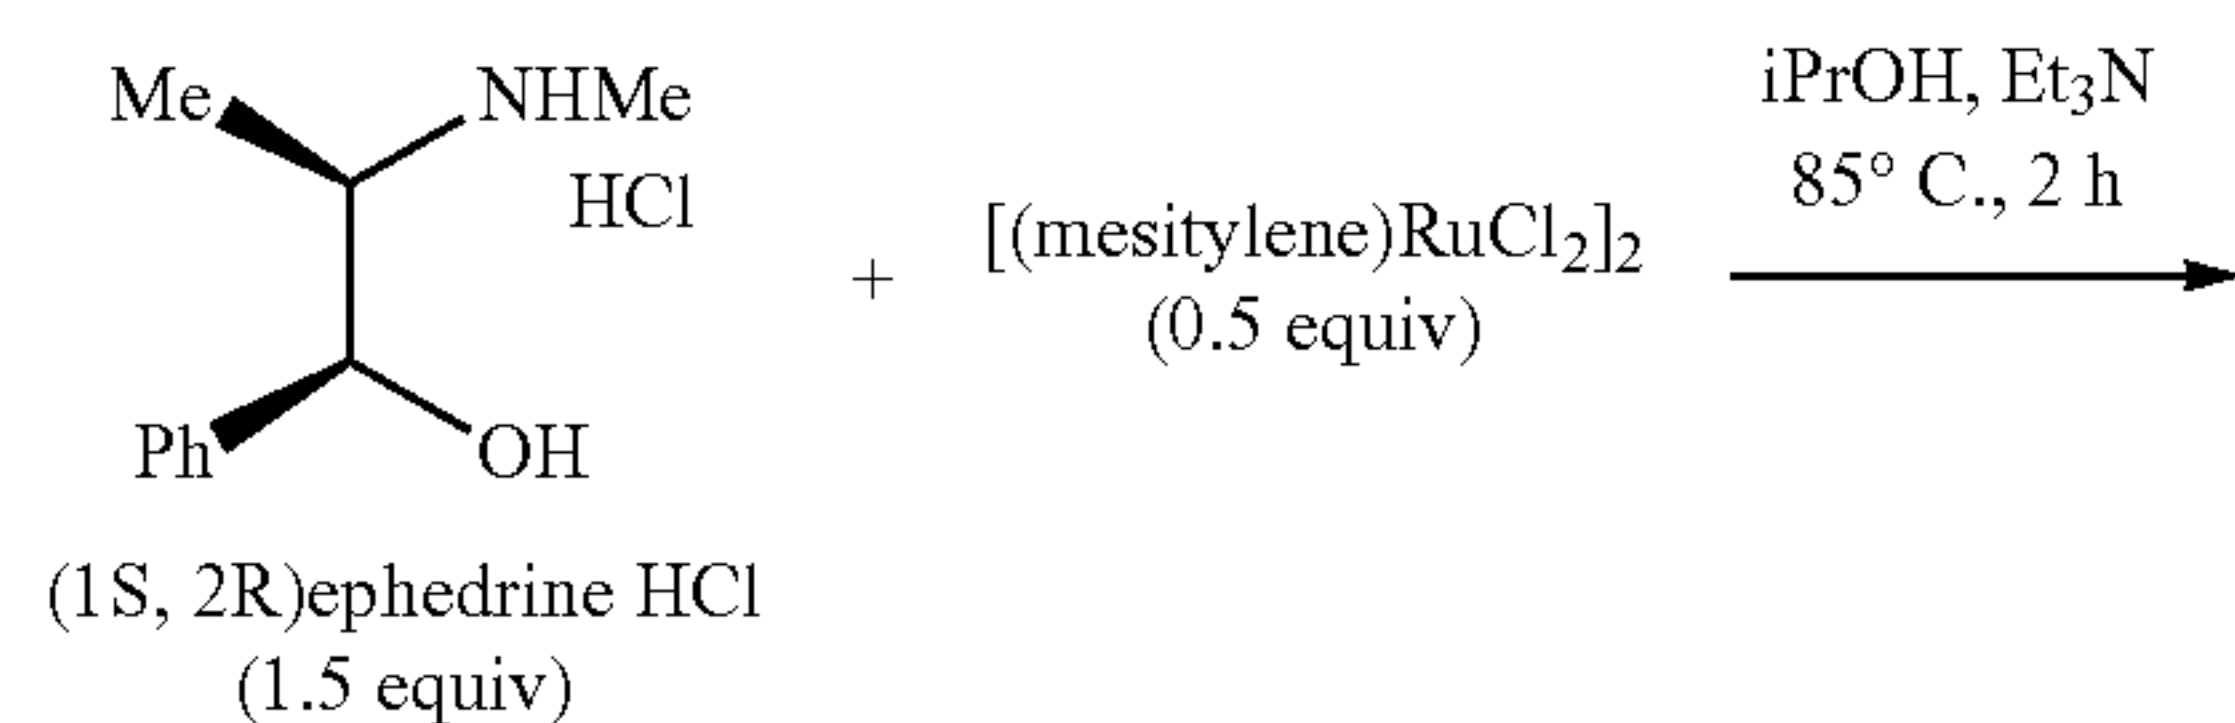 Me NHMe
HCl
Ph OH
(1S, 2R)ephedrine HCl
(1.5 equiv)
+
[(mesitylene)RuCl₂]₂
(0.5 equiv)
iPrOH, Et₃N
85° C., 2 h